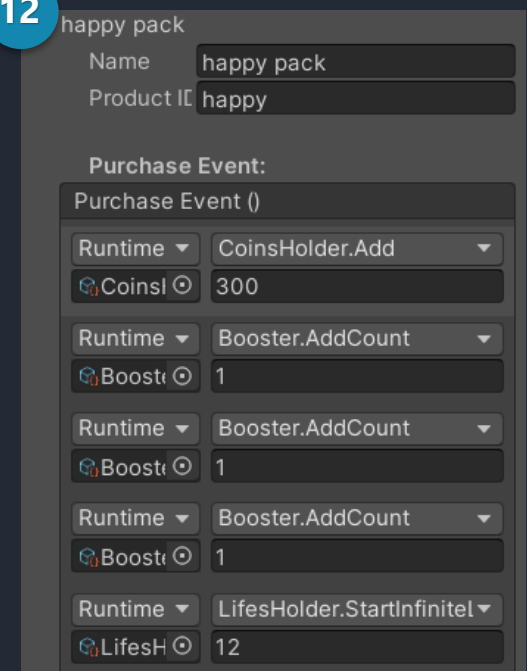 12
happy pack
Name happy pack
Product ID happy
Purchase Event:
Purchase Event ()
Runtime CoinsHolder.Add
Coinsl 300
Runtime Booster.AddCount
Booste 1
Runtime Booster.AddCount
Booste 1
Runtime Booster.AddCount
Booste 1
Runtime LifesHolder.StartInfiniteL
LifesH 12